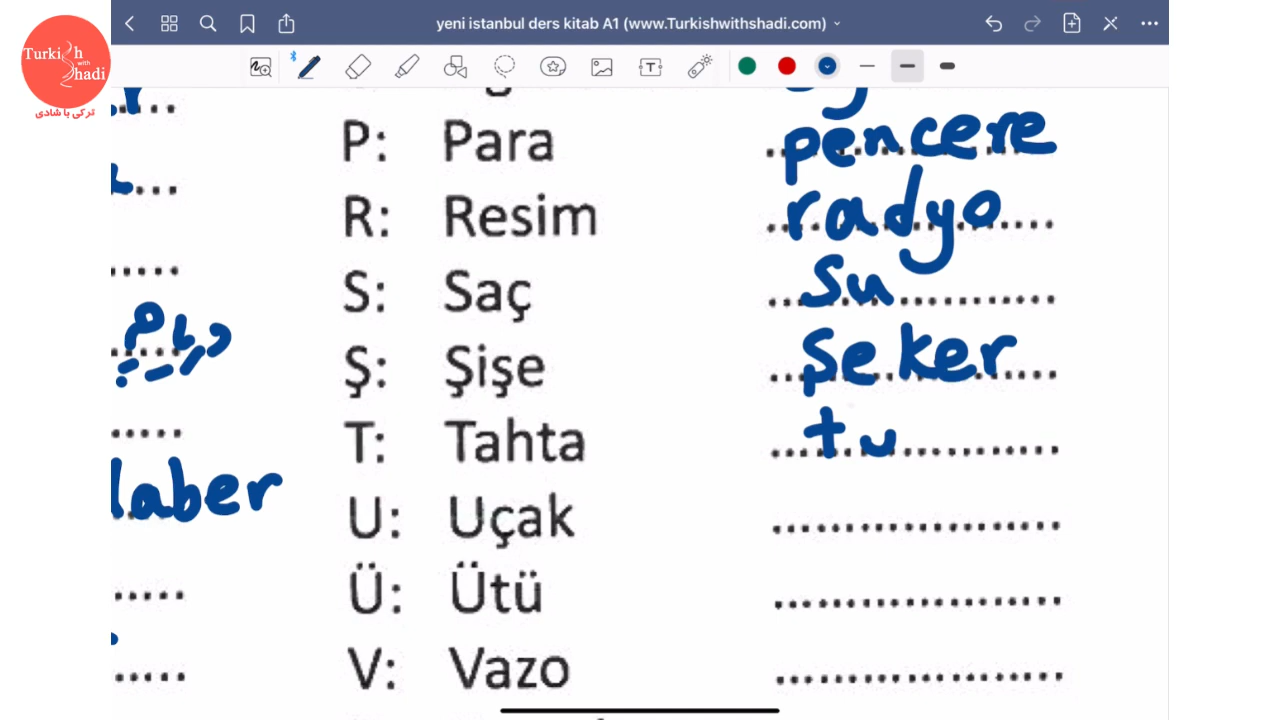 yeni istanbul ders kitab A1 (www.Turkishwithshadi.com)
Turkish
with
Shadi
ترکی با شادی
P: Para pencere
R: Resim radyo
S: Saç su
Ş: Şişe şeker
T: Tahta tu
U: Uçak
Ü: Ütü
V: Vazo